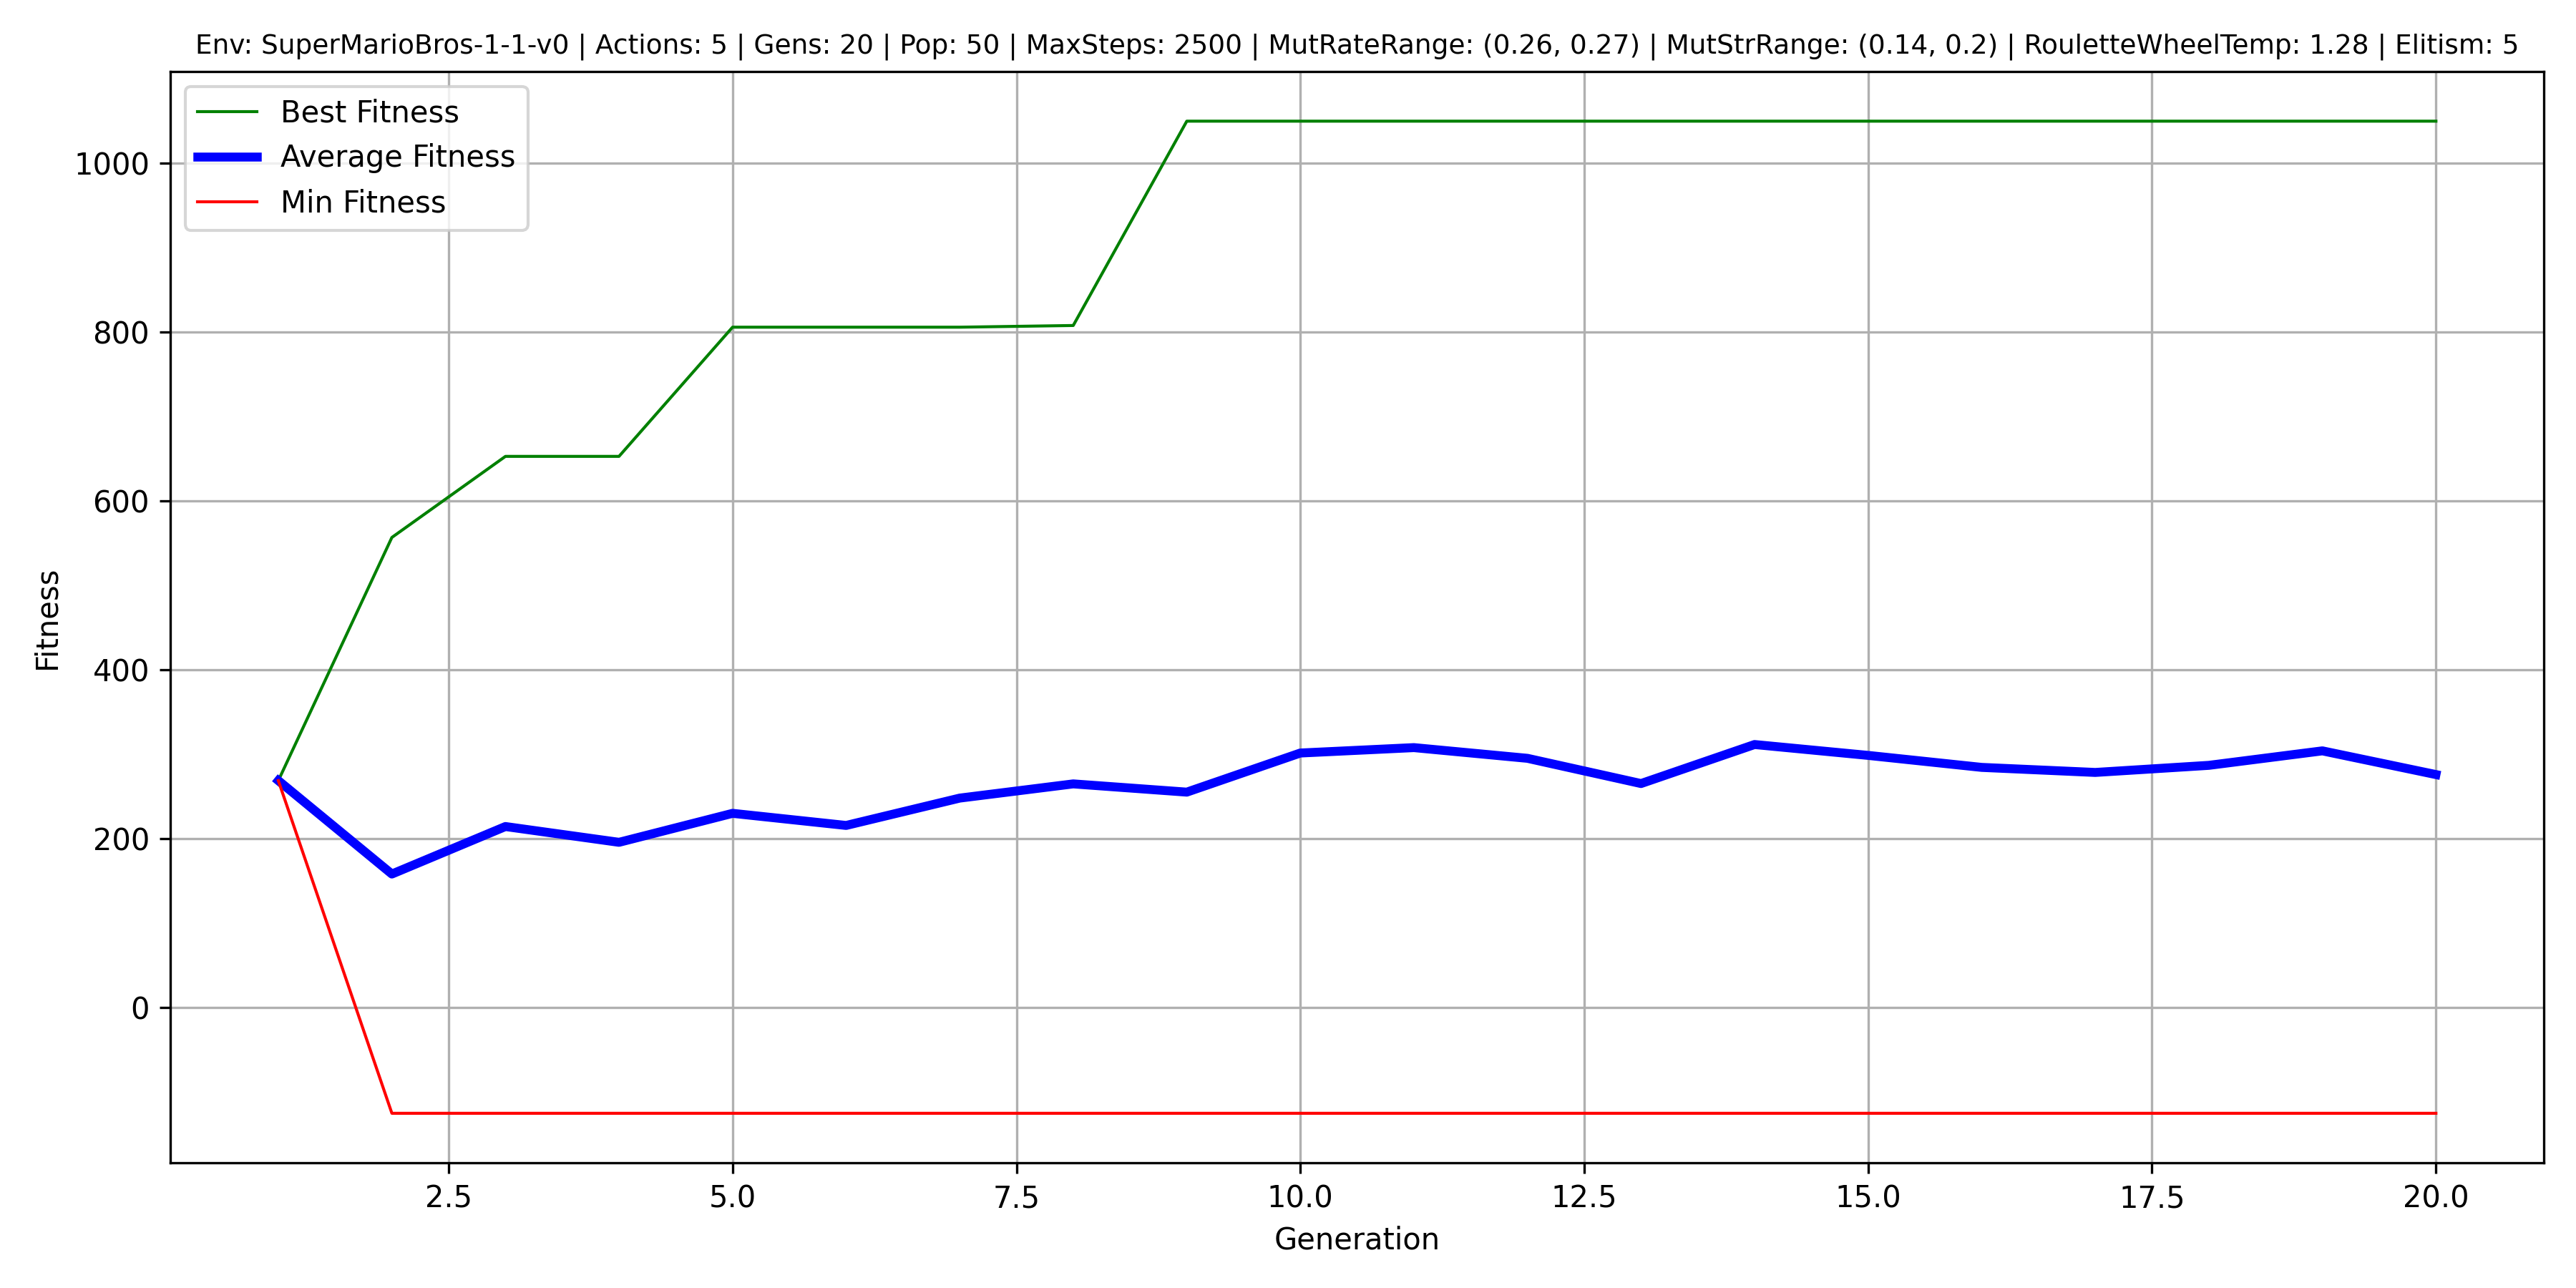 Env: SuperMarioBros-1-1-v0 | Actions: 5 | Gens: 20 | Pop: 50 | MaxSteps: 2500 | MutRateRange: (0.26, 0.27) | MutStrRange: (0.14, 0.2) | RouletteWheelTemp: 1.28 | Elitism: 5
Best Fitness
Average Fitness
Min Fitness
1000
800
600
400
200
0
Fitness
2.5 5.0 7.5 10.0 12.5 15.0 17.5 20.0
Generation